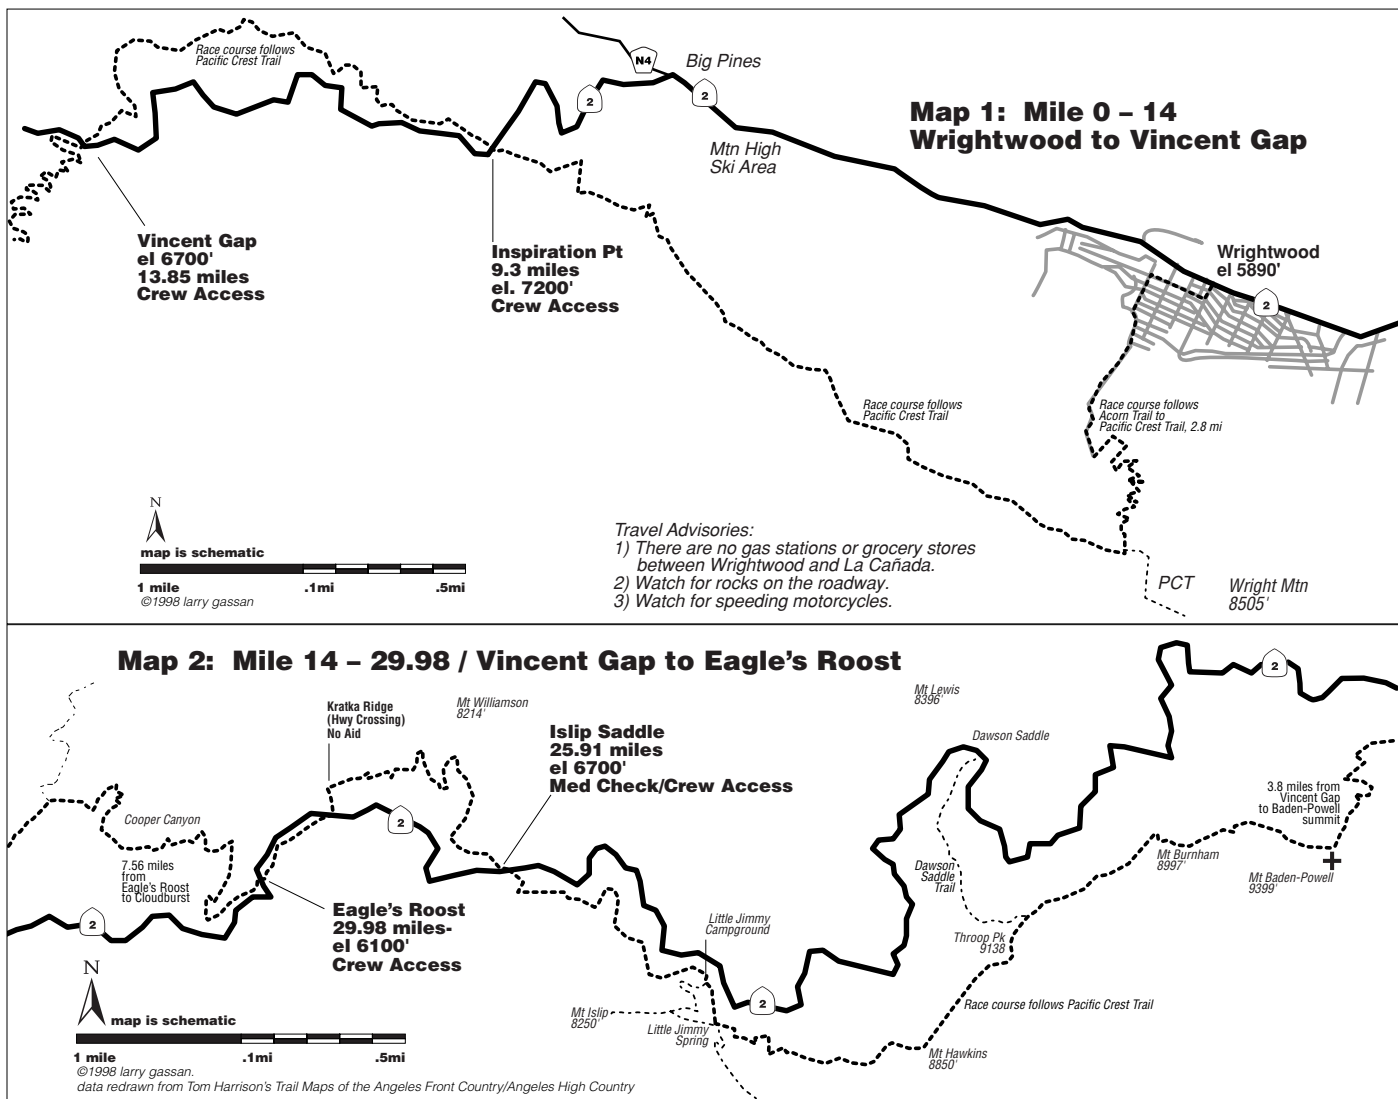 Race course follows
Pacific Crest Trail
N4
Big Pines
2
2
Map 1:  Mile 0 – 14
Wrightwood to Vincent Gap
Mtn High
Ski Area
Vincent Gap
el 6700'
13.85 miles
Crew Access
Inspiration Pt
9.3 miles
el. 7200'
Crew Access
Wrightwood
el 5890'
2
Race course follows
Pacific Crest Trail
Race course follows
Acorn Trail to
Pacific Crest Trail, 2.8 mi
N
map is schematic
1 mile
.1mi
.5mi
©1998 larry gassan
Travel Advisories:
1) There are no gas stations or grocery stores
between Wrightwood and La Cañada.
2) Watch for rocks on the roadway.
3) Watch for speeding motorcycles.
PCT
Wright Mtn
8505'
Map 2:  Mile 14 – 29.98 / Vincent Gap to Eagle's Roost
2
Kratka Ridge
(Hwy Crossing)
No Aid
Mt Williamson
8214'
Islip Saddle
25.91 miles
el 6700'
Med Check/Crew Access
Mt Lewis
8396'
Dawson Saddle
3.8 miles from
Vincent Gap
to Baden-Powell
summit
Cooper Canyon
2
7.56 miles
from
Eagle's Roost
to Cloudburst
Dawson
Saddle
Trail
Mt Burnham
8997'
Mt Baden-Powell
9399'
2
Eagle's Roost
29.98 miles-
el 6100'
Crew Access
Little Jimmy
Campground
Throop Pk
9138
2
Race course follows Pacific Crest Trail
Mt Islip
8250'
Little Jimmy
Spring
Mt Hawkins
8850'
N
map is schematic
1 mile
.1mi
.5mi
©1998 larry gassan.
data redrawn from Tom Harrison's Trail Maps of the Angeles Front Country/Angeles High Country